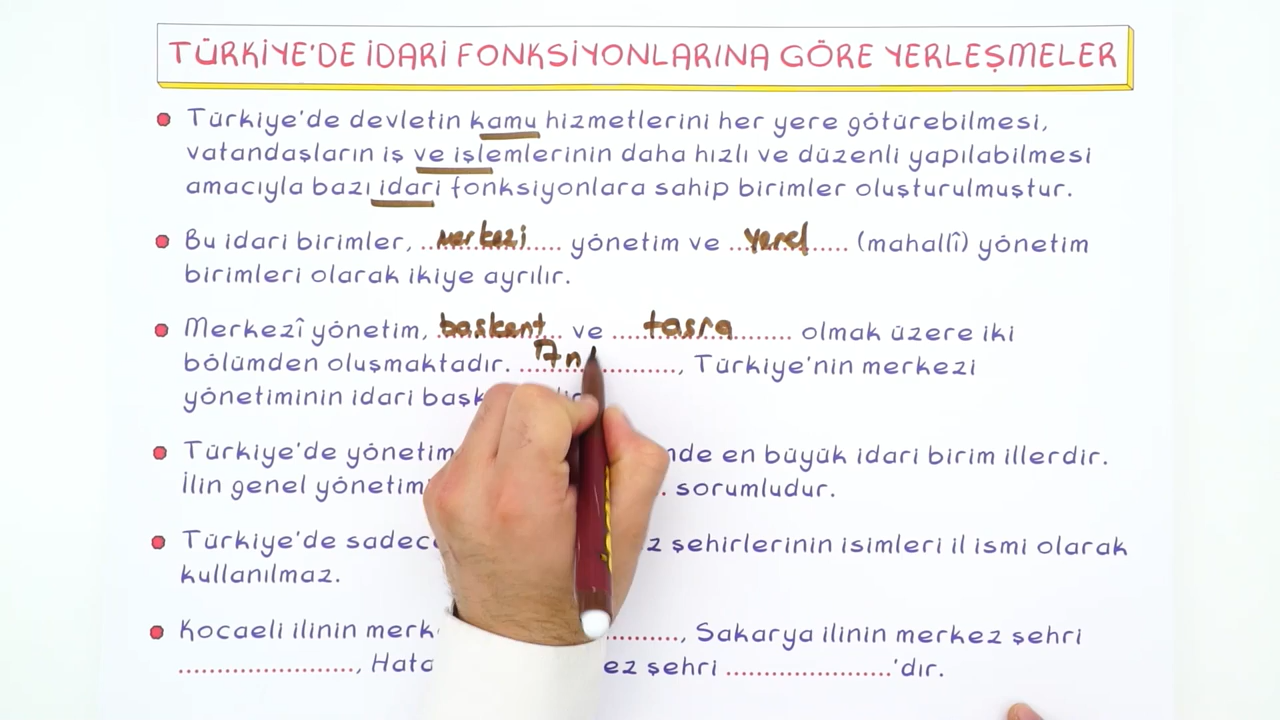 TÜRKİYE'DE İDARİ FONKSİYONLARINA GÖRE YERLEŞMELER
Türkiye'de devletin kamu hizmetlerini her yere götürebilmesi,
vatandaşların iş ve işlemlerinin daha hızlı ve düzenli yapılabilmesi
amacıyla bazı idari fonksiyonlara sahip birimler oluşturulmuştur.
Bu idari birimler, merkezi yönetim ve yerel (mahallî) yönetim
birimleri olarak ikiye ayrılır.
Merkezî yönetim, başkent ve taşra olmak üzere iki
bölümden oluşmaktadır. An , Türkiye'nin merkezi
yönetiminin idari başk
Türkiye'de yönetim nde en büyük idari birim illerdir.
İlin genel yönetimi sorumludur.
Türkiye'de sadece z şehirlerinin isimleri il ismi olarak
kullanılmaz.
Kocaeli ilinin merk , Sakarya ilinin merkez şehri
, Hata ez şehri 'dır.